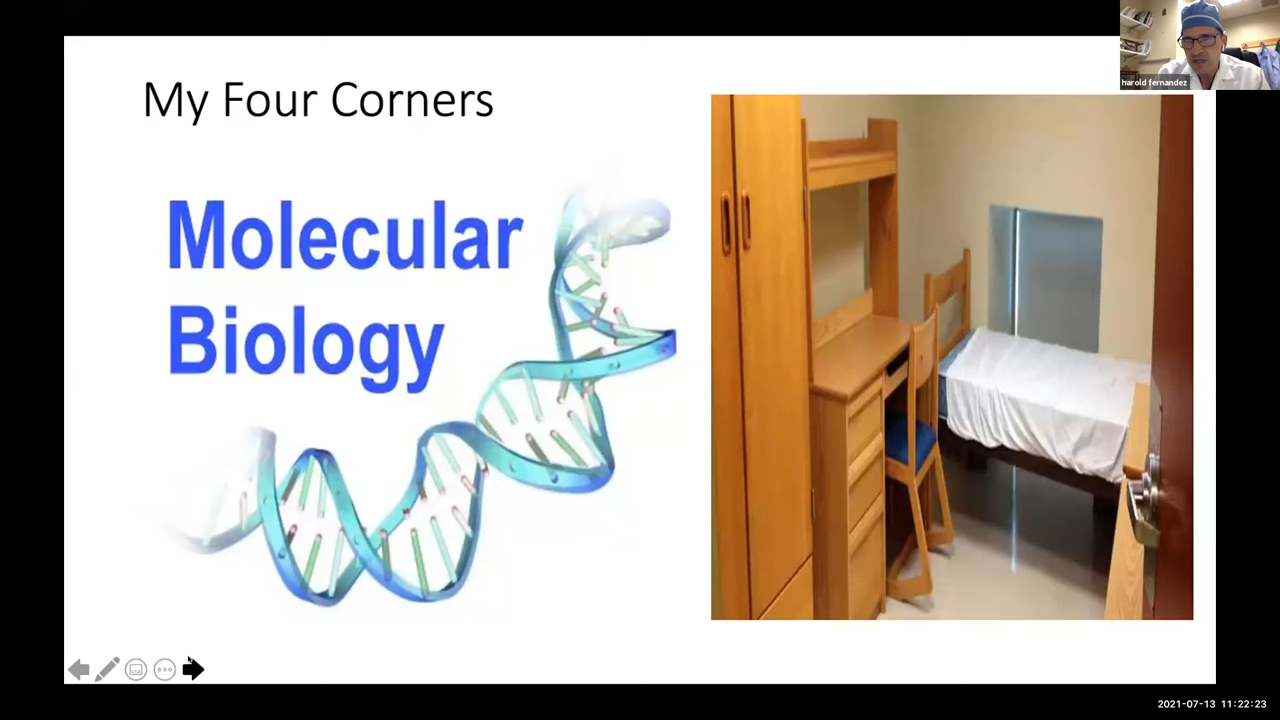 My Four Corners
harold fernandez
Molecular
Biology
2021-07-13 11:22:23